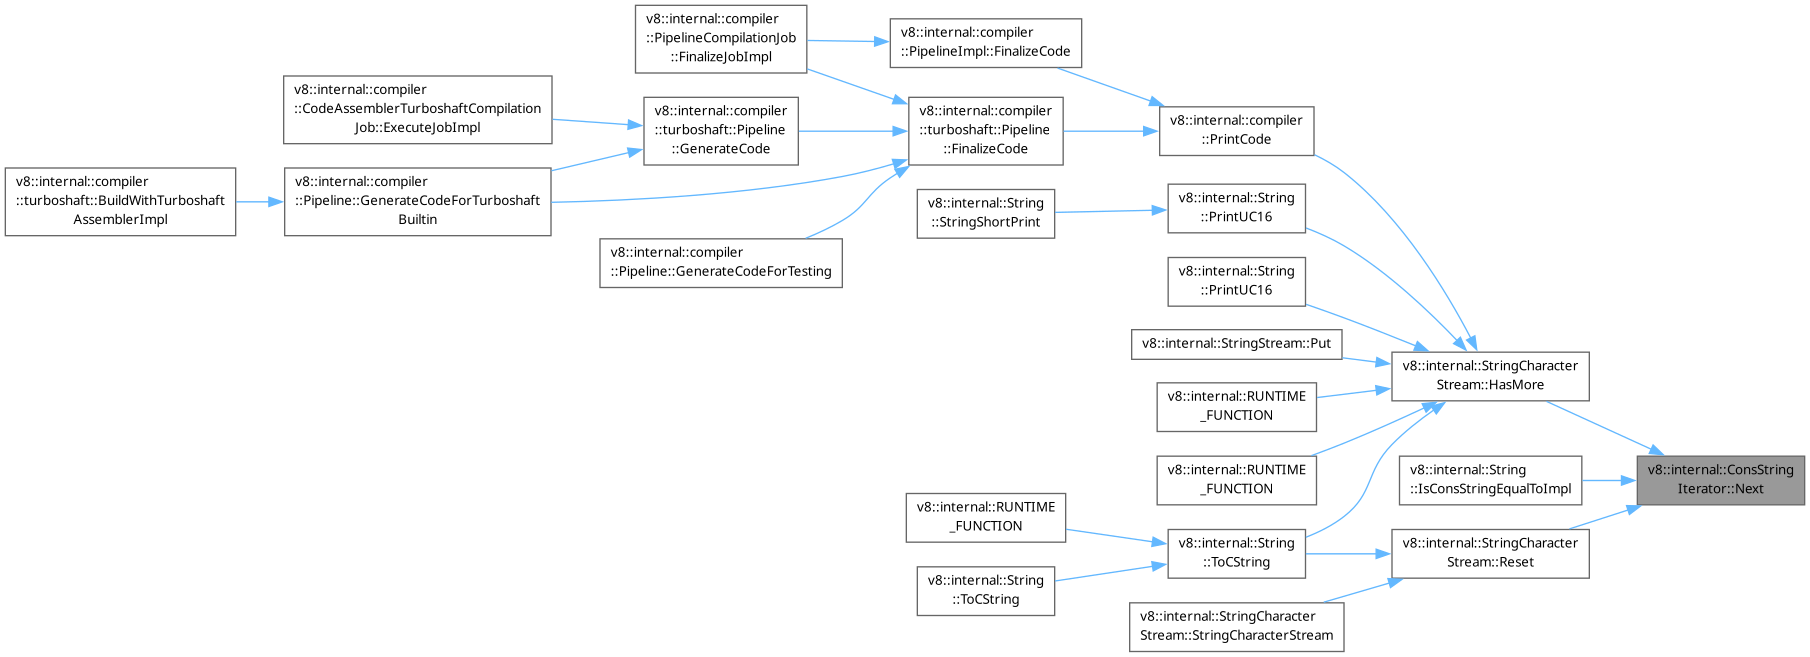 v8::internal::compiler
::PipelineCompilationJob
::FinalizeJobImpl
v8::internal::compiler
::PipelineImpl::FinalizeCode
v8::internal::compiler
::CodeAssemblerTurboshaftCompilation
Job::ExecuteJobImpl
v8::internal::compiler
::turboshaft::Pipeline
::GenerateCode
v8::internal::compiler
::turboshaft::Pipeline
::FinalizeCode
v8::internal::compiler
::PrintCode
v8::internal::compiler
::turboshaft::BuildWithTurboshaft
AssemblerImpl
v8::internal::compiler
::Pipeline::GenerateCodeForTurboshaft
Builtin
v8::internal::String
::StringShortPrint
v8::internal::String
::PrintUC16
v8::internal::compiler
::Pipeline::GenerateCodeForTesting
v8::internal::String
::PrintUC16
v8::internal::StringStream::Put
v8::internal::StringCharacter
Stream::HasMore
v8::internal::RUNTIME
_FUNCTION
v8::internal::RUNTIME
_FUNCTION
v8::internal::String
::IsConsStringEqualToImpl
v8::internal::ConsString
Iterator::Next
v8::internal::RUNTIME
_FUNCTION
v8::internal::String
::ToCString
v8::internal::StringCharacter
Stream::Reset
v8::internal::String
::ToCString
v8::internal::StringCharacter
Stream::StringCharacterStream